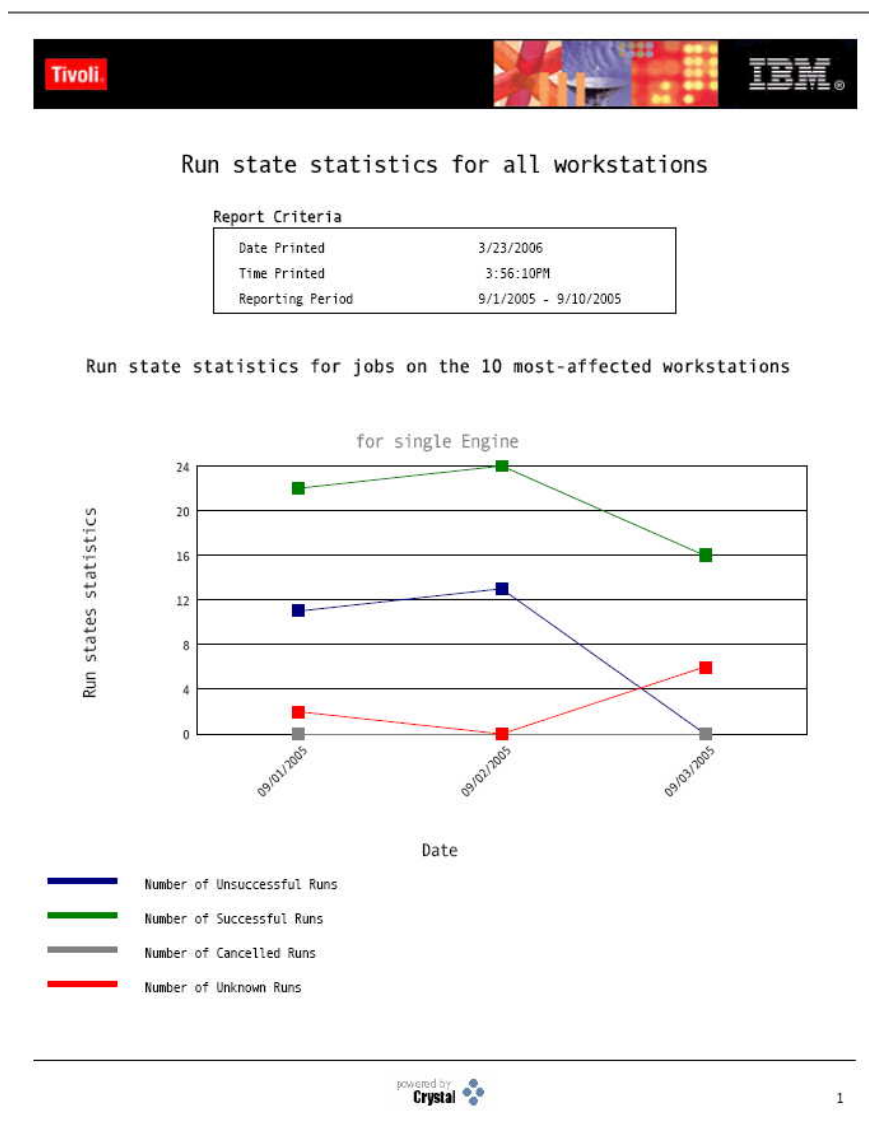 Tivoli
IBM®
Run state statistics for all workstations
Report Criteria
Date Printed 3/23/2006
Time Printed 3:56:10PM
Reporting Period 9/1/2005 - 9/10/2005
Run state statistics for jobs on the 10 most-affected workstations
for single Engine
Run states statistics
24
20
16
12
8
4
0
09/01/2005
09/02/2005
09/03/2005
Date
Number of Unsuccessful Runs
Number of Successful Runs
Number of Cancelled Runs
Number of Unknown Runs
powered by
Crystal
1